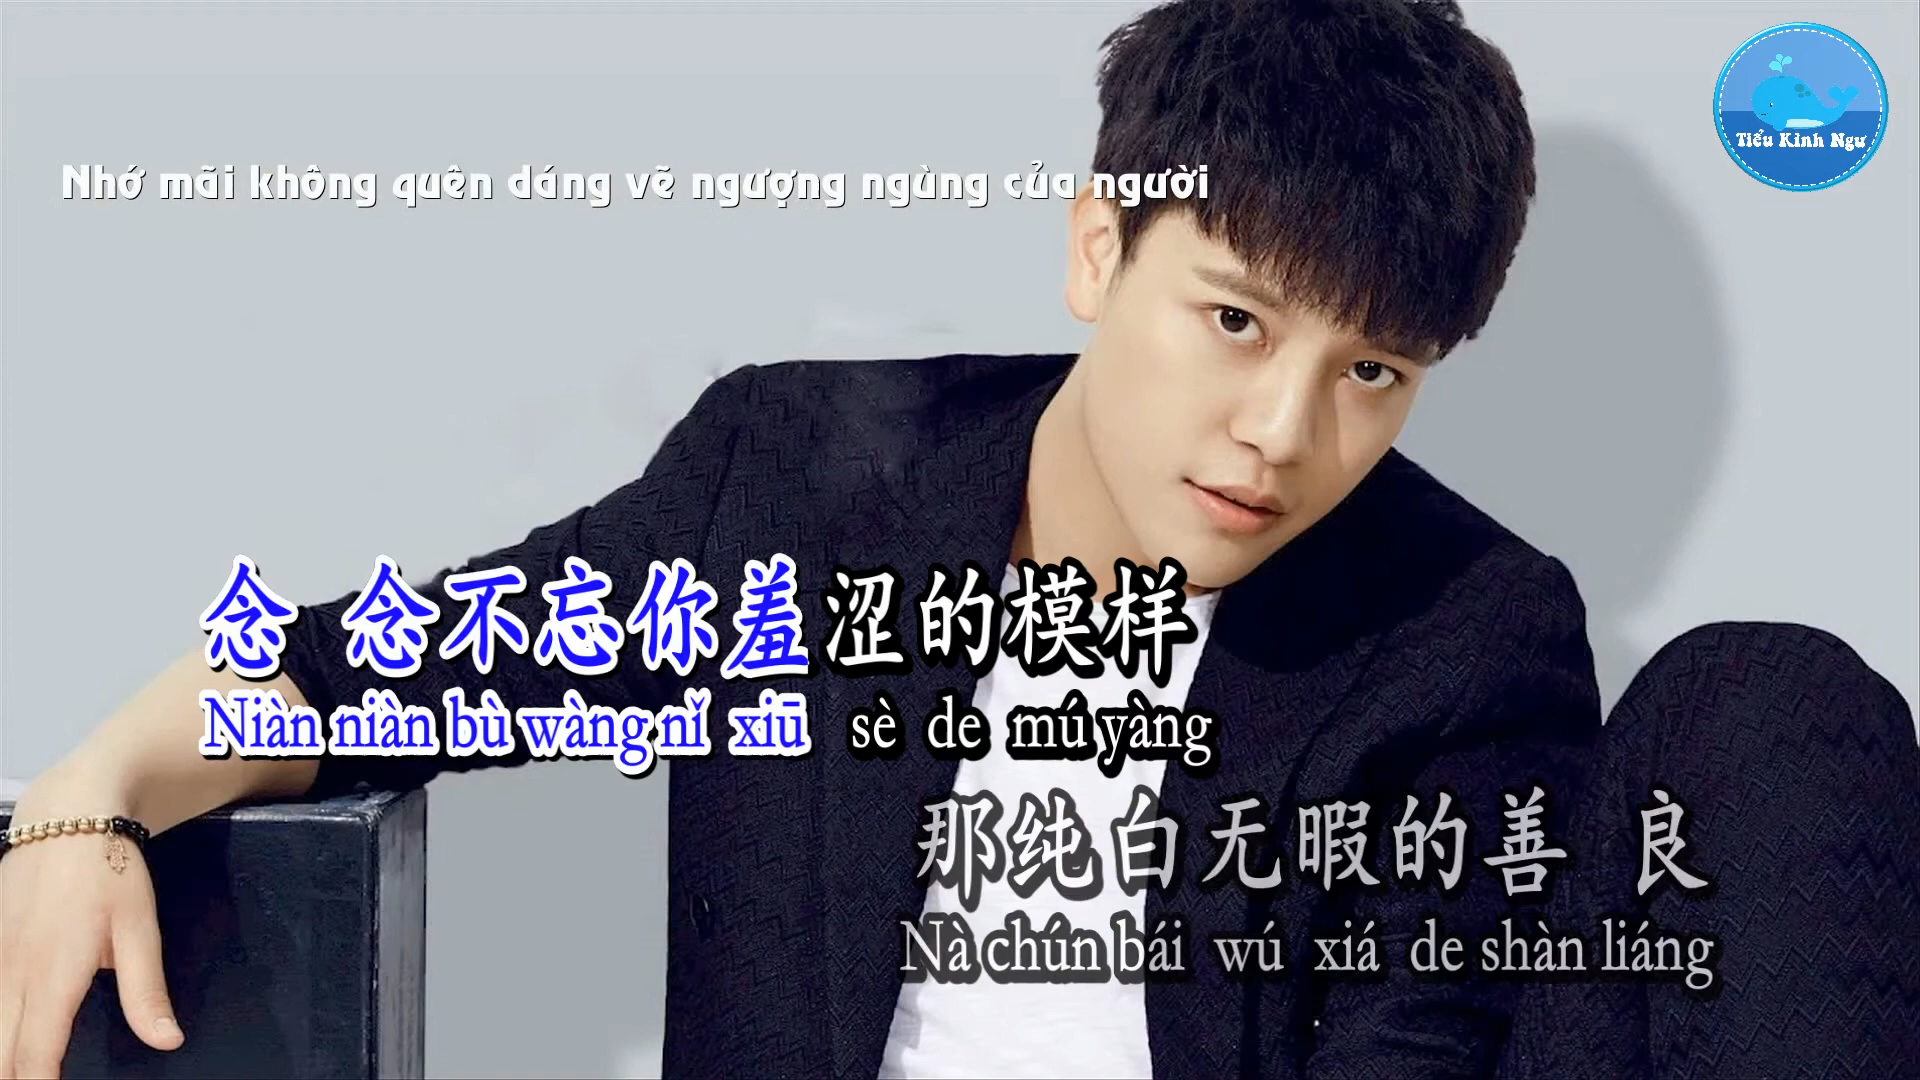 Tiểu Kình Ngư
Nhớ mãi không quên dáng vẽ ngượng ngùng của người
念 念不忘你羞涩的模样
Niàn niàn bù wàng nǐ xiū sè de mú yàng
那纯白无暇的善 良
Nà chún bái wú xiá de shàn liáng